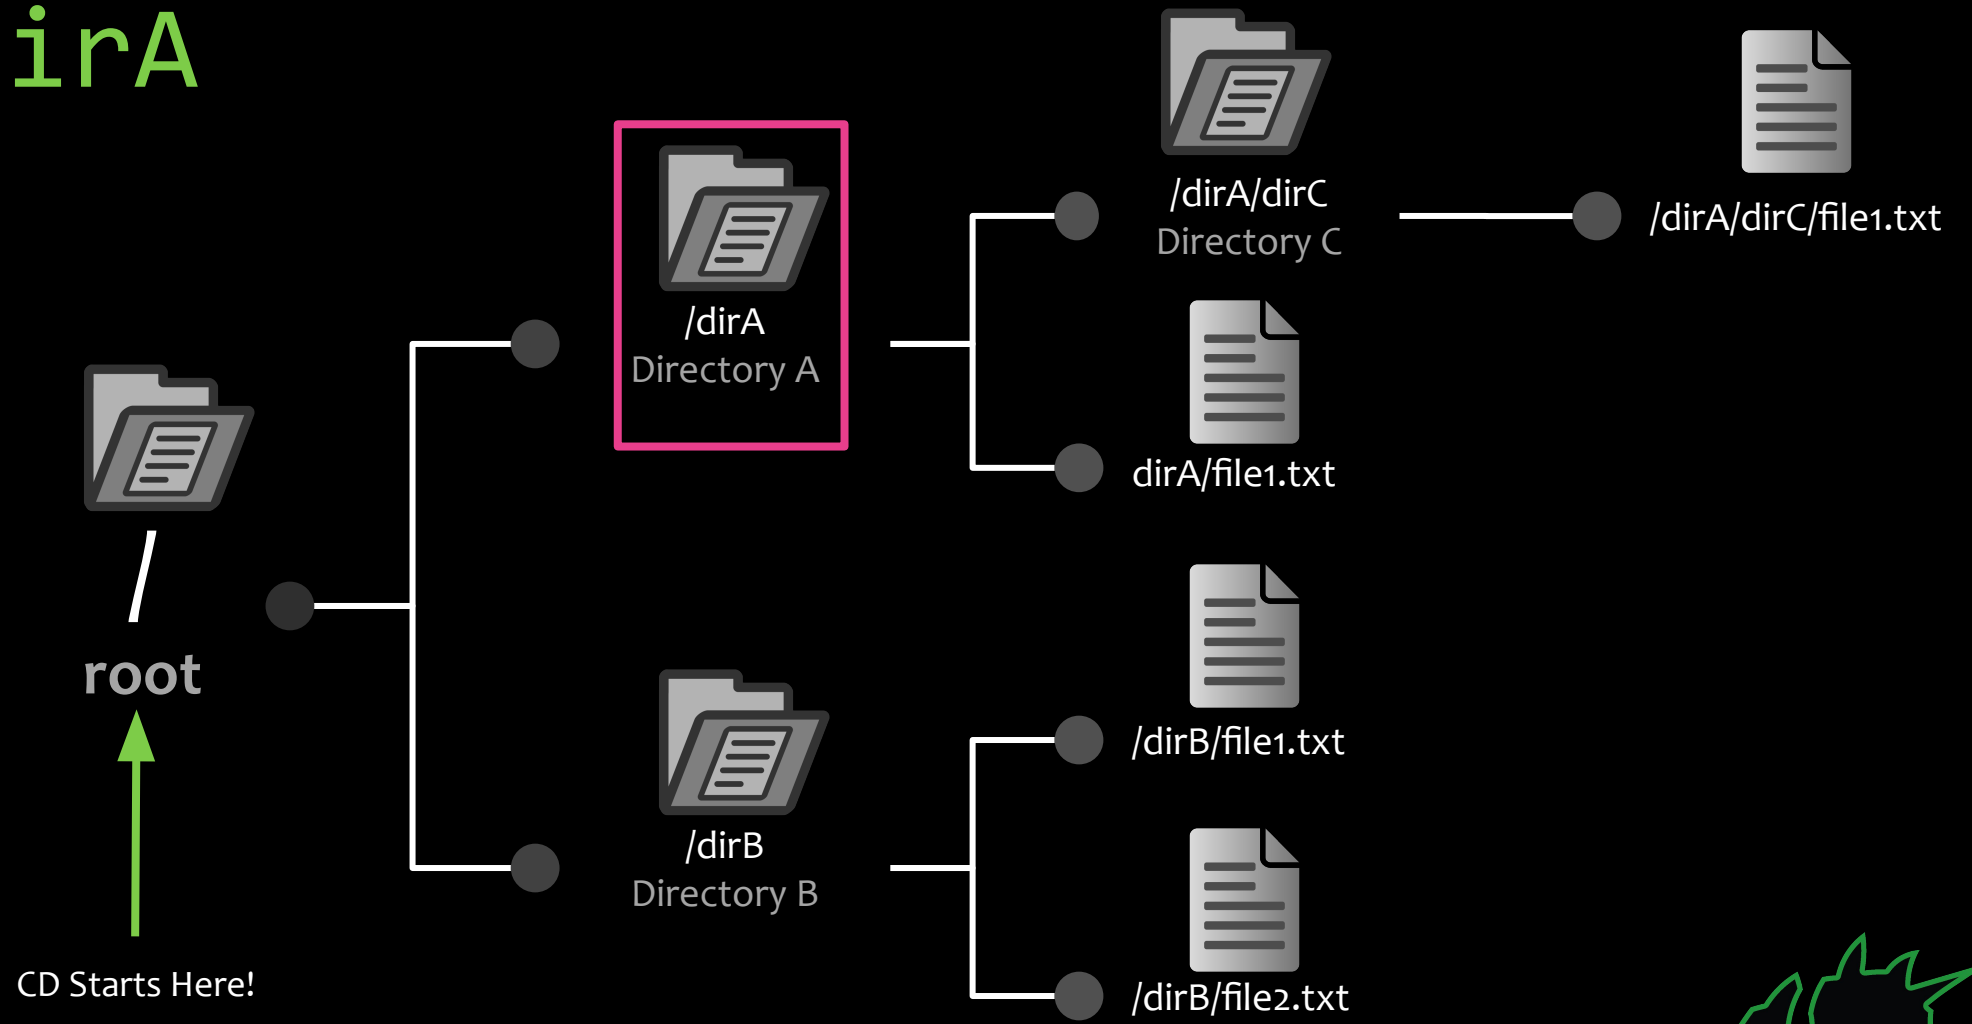 irA
/dirA/dirC
Directory C
/dirA/dirC/file1.txt
/dirA
Directory A
dirA/file1.txt
/
root
/dirB/file1.txt
/dirB
Directory B
CD Starts Here!
/dirB/file2.txt